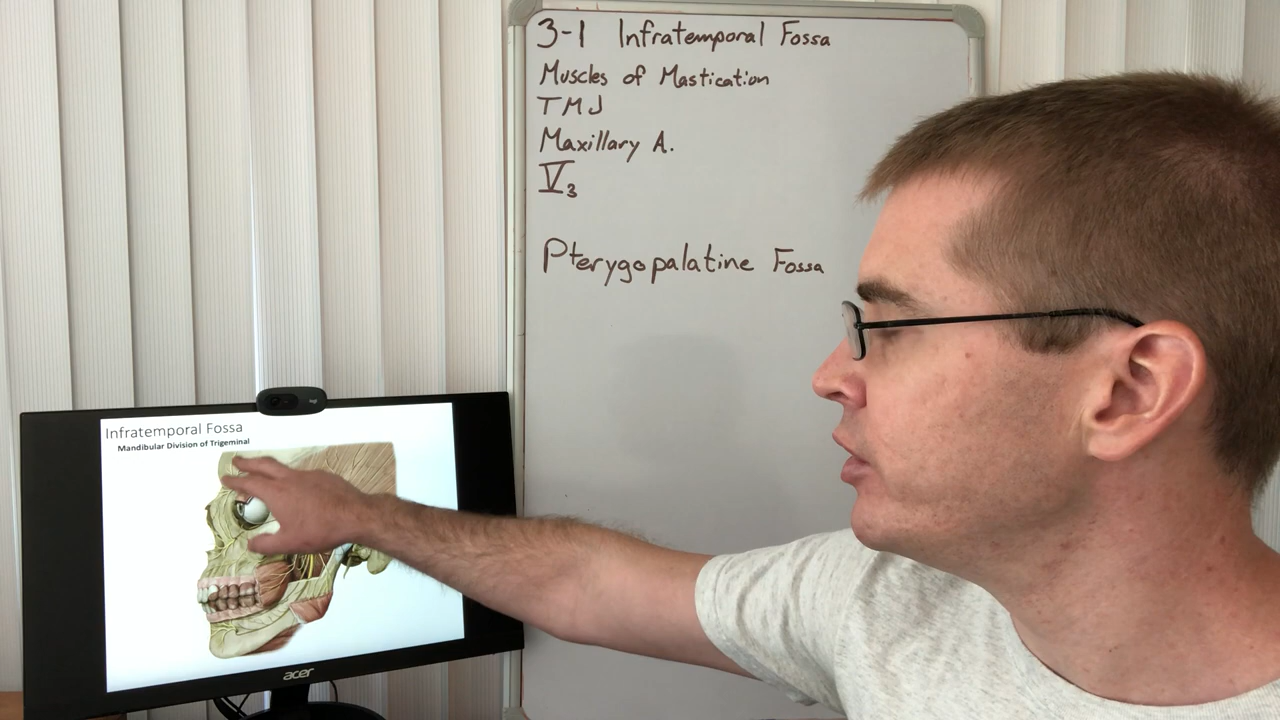 3-1 Infratemporal Fossa
Muscles of Mastication
TMJ
Maxillary A.
V3
Pterygopalatine Fossa
Infratemporal Fossa
Mandibular Division of Trigeminal
acer